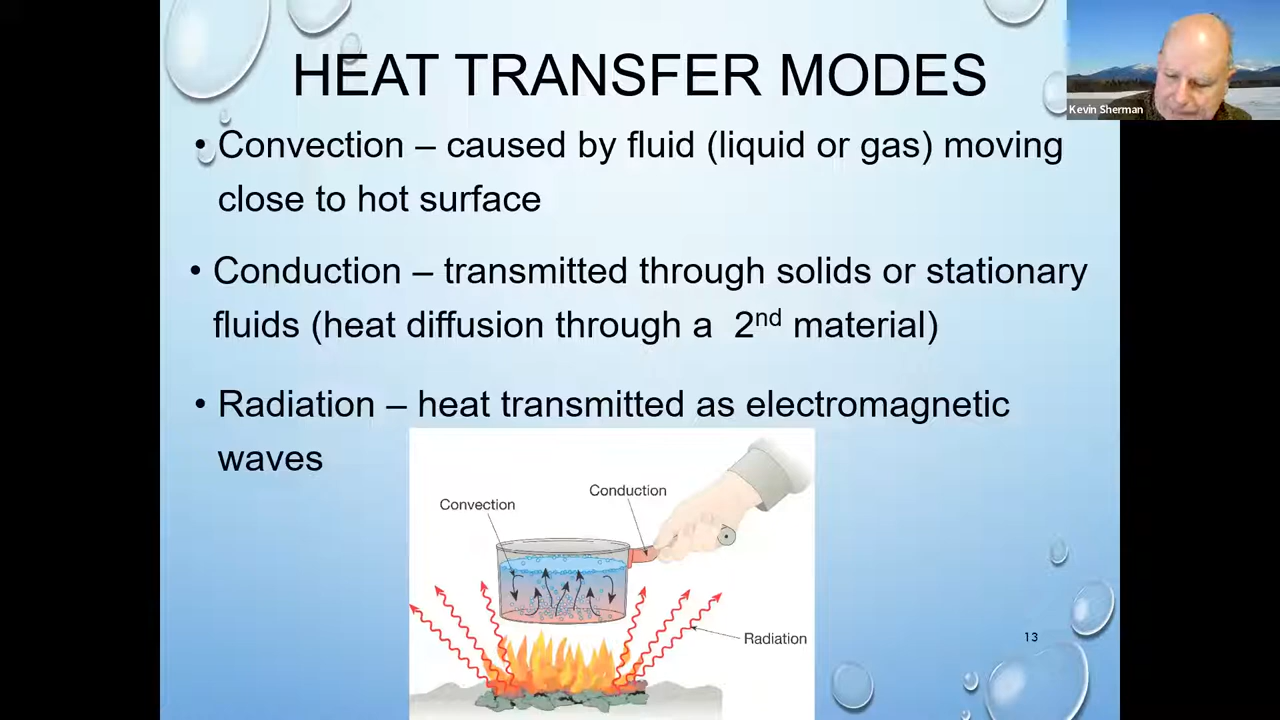 HEAT TRANSFER MODES
Kevin Sherman
• Convection – caused by fluid (liquid or gas) moving
close to hot surface
• Conduction – transmitted through solids or stationary
fluids (heat diffusion through a 2nd material)
• Radiation – heat transmitted as electromagnetic
waves
Conduction
Convection
Radiation
13